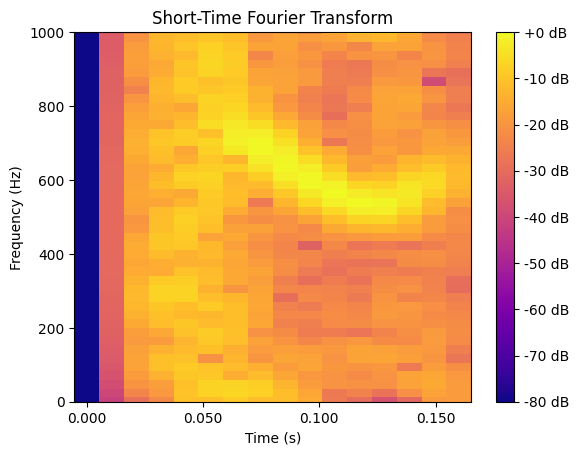 Short-Time Fourier Transform
Frequency (Hz)
1000
800
600
400
200
0
0.000
0.050
0.100
0.150
Time (s)
+0 dB
-10 dB
-20 dB
-30 dB
-40 dB
-50 dB
-60 dB
-70 dB
-80 dB